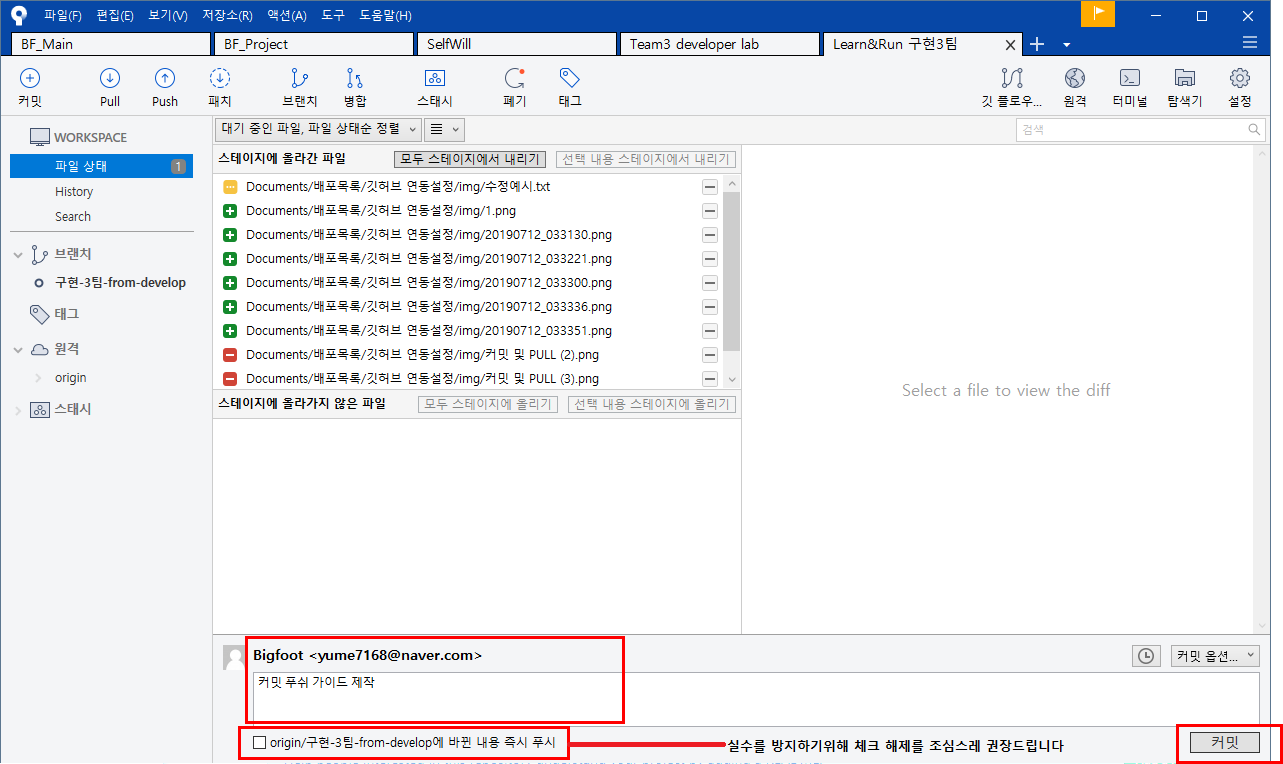 파일(F) 편집(E) 보기(V) 저장소(R) 액션(A) 도구 도움말(H)
BF_Main BF_Project SelfWill Team3 developer lab Learn&Run 구현3팀
커밋 Pull Push 패치 브랜치 병합 스태시 폐기 태그 깃 플로우... 원격 터미널 탐색기 설정
WORKSPACE
파일 상태 1
History
Search
브랜치
구현-3팀-from-develop
태그
원격
origin
스태시
대기 중인 파일, 파일 상태순 정렬
검색
스테이지에 올라간 파일 모두 스테이지에서 내리기 선택 내용 스테이지에서 내리기
Documents/배포목록/깃허브 연동설정/img/수정예시.txt
Documents/배포목록/깃허브 연동설정/img/1.png
Documents/배포목록/깃허브 연동설정/img/20190712_033130.png
Documents/배포목록/깃허브 연동설정/img/20190712_033221.png
Documents/배포목록/깃허브 연동설정/img/20190712_033300.png
Documents/배포목록/깃허브 연동설정/img/20190712_033336.png
Documents/배포목록/깃허브 연동설정/img/20190712_033351.png
Documents/배포목록/깃허브 연동설정/img/커밋 및 PULL (2).png
Documents/배포목록/깃허브 연동설정/img/커밋 및 PULL (3).png
스테이지에 올라가지 않은 파일 모두 스테이지에 올리기 선택 내용 스테이지에 올리기
Select a file to view the diff
Bigfoot <yume7168@naver.com>
커밋 옵션...
커밋 푸쉬 가이드 제작
origin/구현-3팀-from-develop에 바뀐 내용 즉시 푸시
실수를 방지하기위해 체크 해제를 조심스레 권장드립니다
커밋